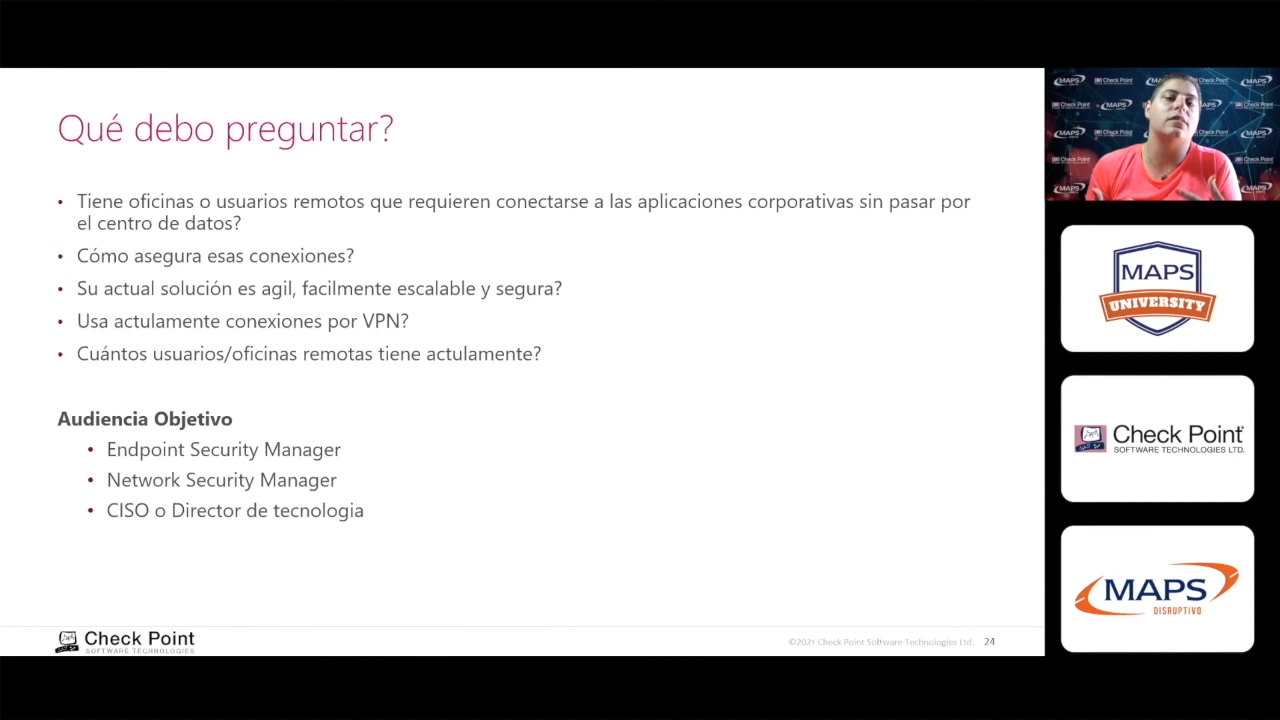 Qué debo preguntar?
• Tiene oficinas o usuarios remotos que requieren conectarse a las aplicaciones corporativas sin pasar por
el centro de datos?
• Cómo asegura esas conexiones?
• Su actual solución es agil, facilmente escalable y segura?
• Usa actulamente conexiones por VPN?
• Cuántos usuarios/oficinas remotas tiene actulamente?
Audiencia Objetivo
• Endpoint Security Manager
• Network Security Manager
• CISO o Director de tecnologia
Check Point
SOFTWARE TECHNOLOGIES
©2021 Check Point Software Technologies Ltd.
24
MAPS
UNIVERSITY
Check Point
SOFTWARE TECHNOLOGIES LTD.
MAPS
DISRUPTIVO